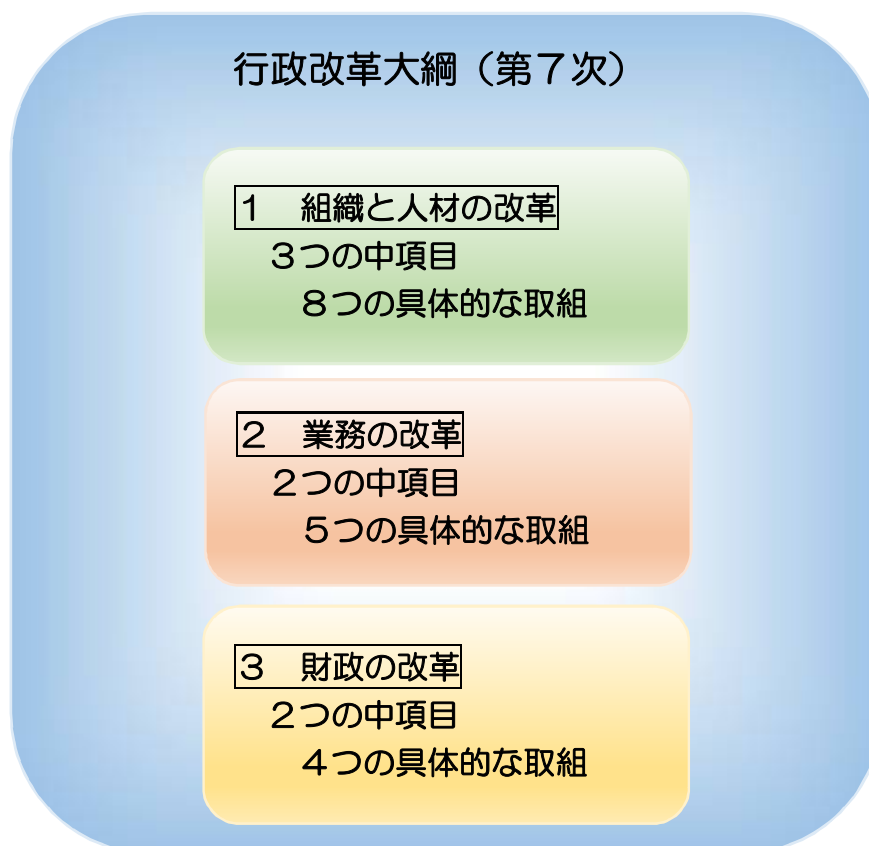 行政改革大綱（第７次）
１　組織と人材の改革
３つの中項目
８つの具体的な取組
２　業務の改革
２つの中項目
５つの具体的な取組
３　財政の改革
２つの中項目
４つの具体的な取組